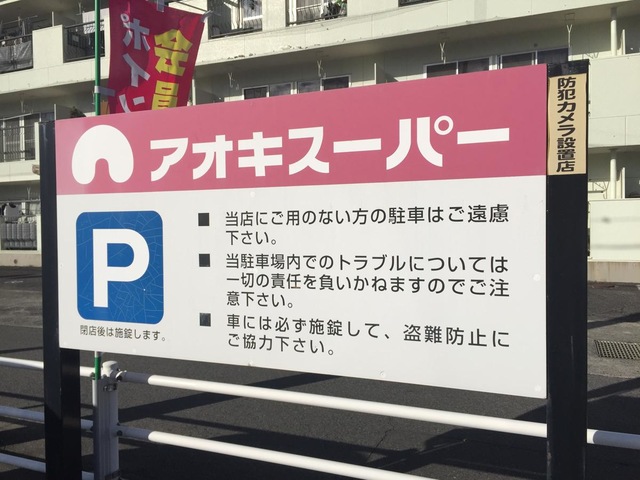 会員
ポイン
アオキスーパー
防犯カメラ設置店
P
閉店後は施錠します。
■ 当店にご用のない方の駐車はご遠慮
下さい。
■ 当駐車場内でのトラブルについては
一切の責任を負いかねますのでご注
意下さい。
■ 車には必ず施錠して、盗難防止に
ご協力下さい。